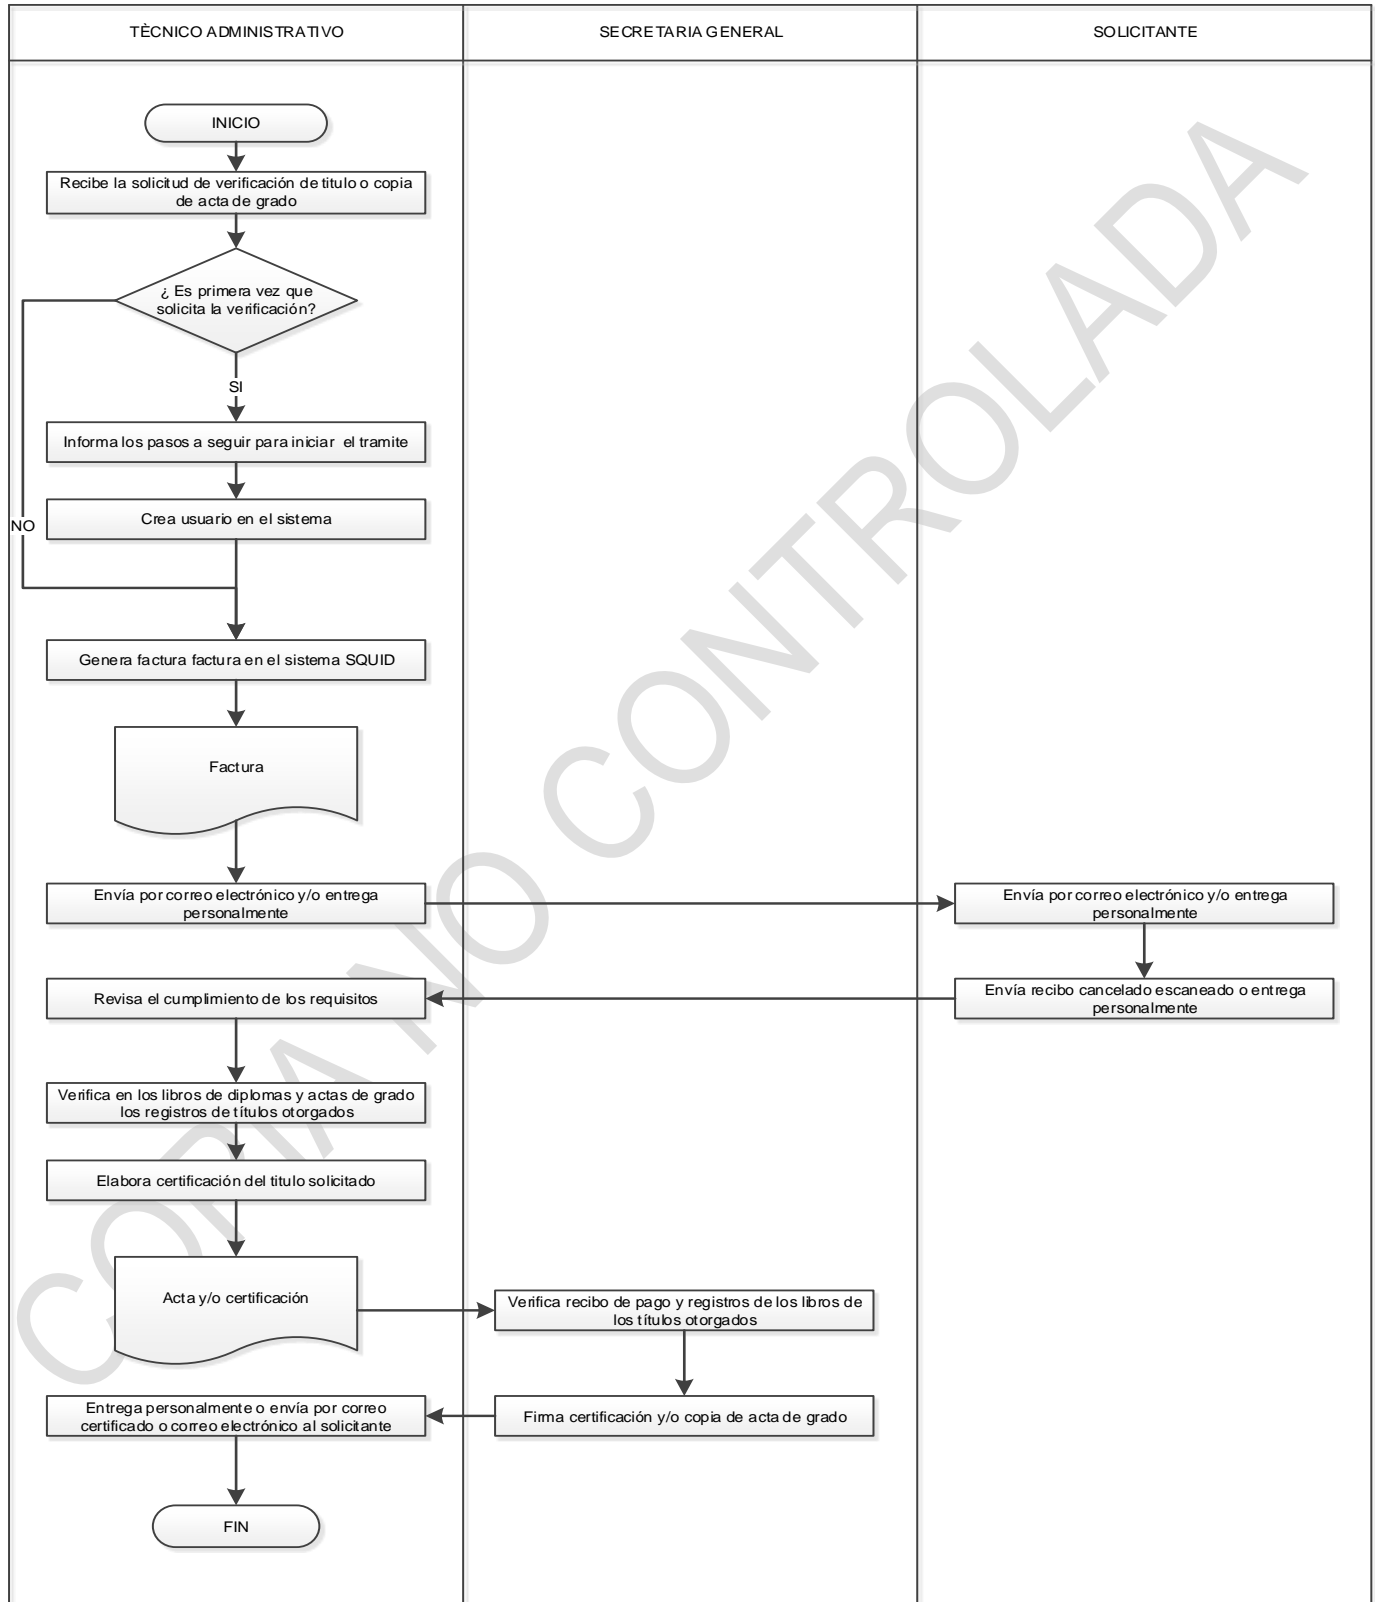 TÈCNICO ADMINISTRATIVO
SECRETARIA GENERAL
SOLICITANTE
INICIO
Recibe la solicitud de verificación de titulo o copia
de acta de grado
¿ Es primera vez que
solicita la verificación?
SI
Informa los pasos a seguir para iniciar el tramite
NO
Crea usuario en el sistema
Genera factura factura en el sistema SQUID
Factura
Envía por correo electrónico y/o entrega
personalmente
Envía por correo electrónico y/o entrega
personalmente
Revisa el cumplimiento de los requisitos
Envía recibo cancelado escaneado o entrega
personalmente
Verifica en los libros de diplomas y actas de grado
los registros de títulos otorgados
Elabora certificación del titulo solicitado
Acta y/o certificación
Verifica recibo de pago y registros de los libros de
los títulos otorgados
Entrega personalmente o envía por correo
certificado o correo electrónico al solicitante
Firma certificación y/o copia de acta de grado
FIN
COPIA NO CONTROLADA